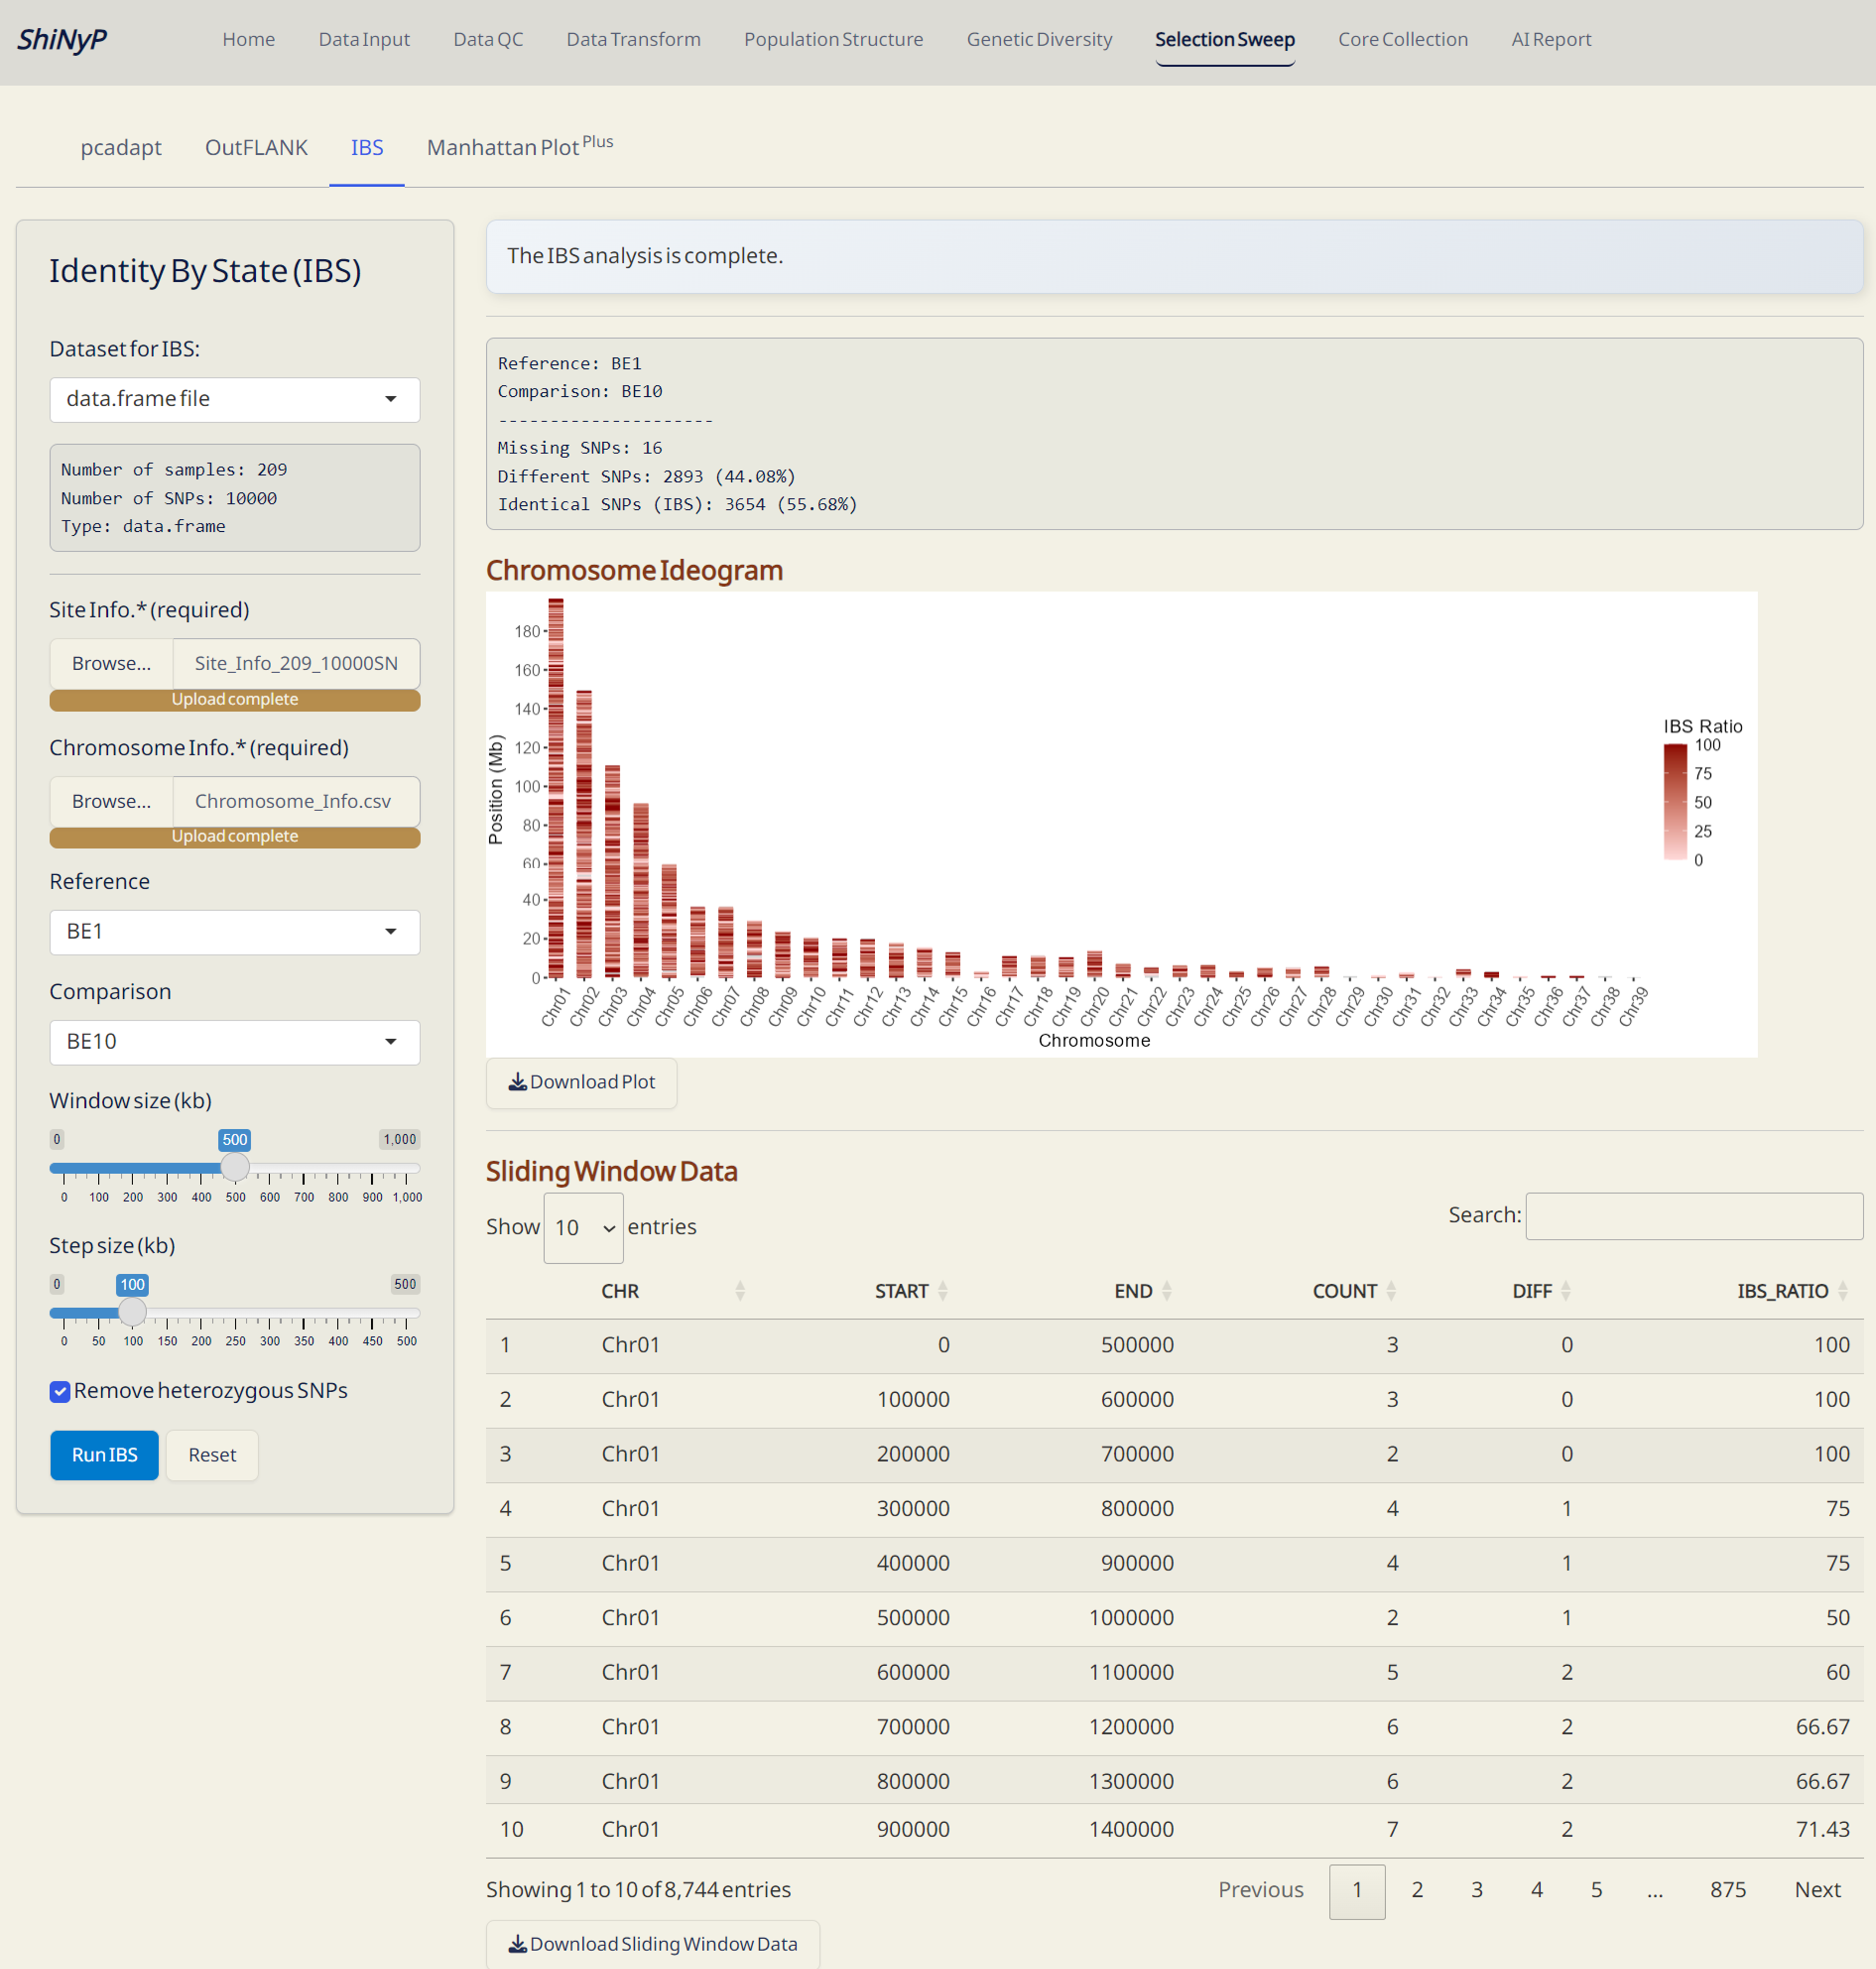 ShiNyP
Home Data Input Data QC Data Transform Population Structure Genetic Diversity Selection Sweep Core Collection AI Report
pcadapt OutFLANK IBS Manhattan Plot Plus
Identity By State (IBS)
Dataset for IBS:
data.frame file
Number of samples: 209
Number of SNPs: 10000
Type: data.frame
Site Info.* (required)
Browse... Site_Info_209_10000SN
Upload complete
Chromosome Info.* (required)
Browse... Chromosome_Info.csv
Upload complete
Reference
BE1
Comparison
BE10
Window size (kb)
0 500 1,000
0 100 200 300 400 500 600 700 800 900 1,000
Step size (kb)
0 100 500
0 50 100 150 200 250 300 350 400 450 500
Remove heterozygous SNPs
Run IBS Reset
The IBS analysis is complete.
Reference: BE1
Comparison: BE10
---------------------
Missing SNPs: 16
Different SNPs: 2893 (44.08%)
Identical SNPs (IBS): 3654 (55.68%)
Chromosome Ideogram
Position (Mb)
180
160
140
120
100
80
60
40
20
0
Chr01 Chr02 Chr03 Chr04 Chr05 Chr06 Chr07 Chr08 Chr09 Chr10 Chr11 Chr12 Chr13 Chr14 Chr15 Chr16 Chr17 Chr18 Chr19 Chr20 Chr21 Chr22 Chr23 Chr24 Chr25 Chr26 Chr27 Chr28 Chr29 Chr30 Chr31 Chr32 Chr33 Chr34 Chr35 Chr36 Chr37 Chr38 Chr39
Chromosome
IBS Ratio
100
75
50
25
0
Download Plot
Sliding Window Data
Show 10 entries
Search:
CHR START END COUNT DIFF IBS_RATIO
1 Chr01 0 500000 3 0 100
2 Chr01 100000 600000 3 0 100
3 Chr01 200000 700000 2 0 100
4 Chr01 300000 800000 4 1 75
5 Chr01 400000 900000 4 1 75
6 Chr01 500000 1000000 2 1 50
7 Chr01 600000 1100000 5 2 60
8 Chr01 700000 1200000 6 2 66.67
9 Chr01 800000 1300000 6 2 66.67
10 Chr01 900000 1400000 7 2 71.43
Showing 1 to 10 of 8,744 entries
Previous 1 2 3 4 5 ... 875 Next
Download Sliding Window Data